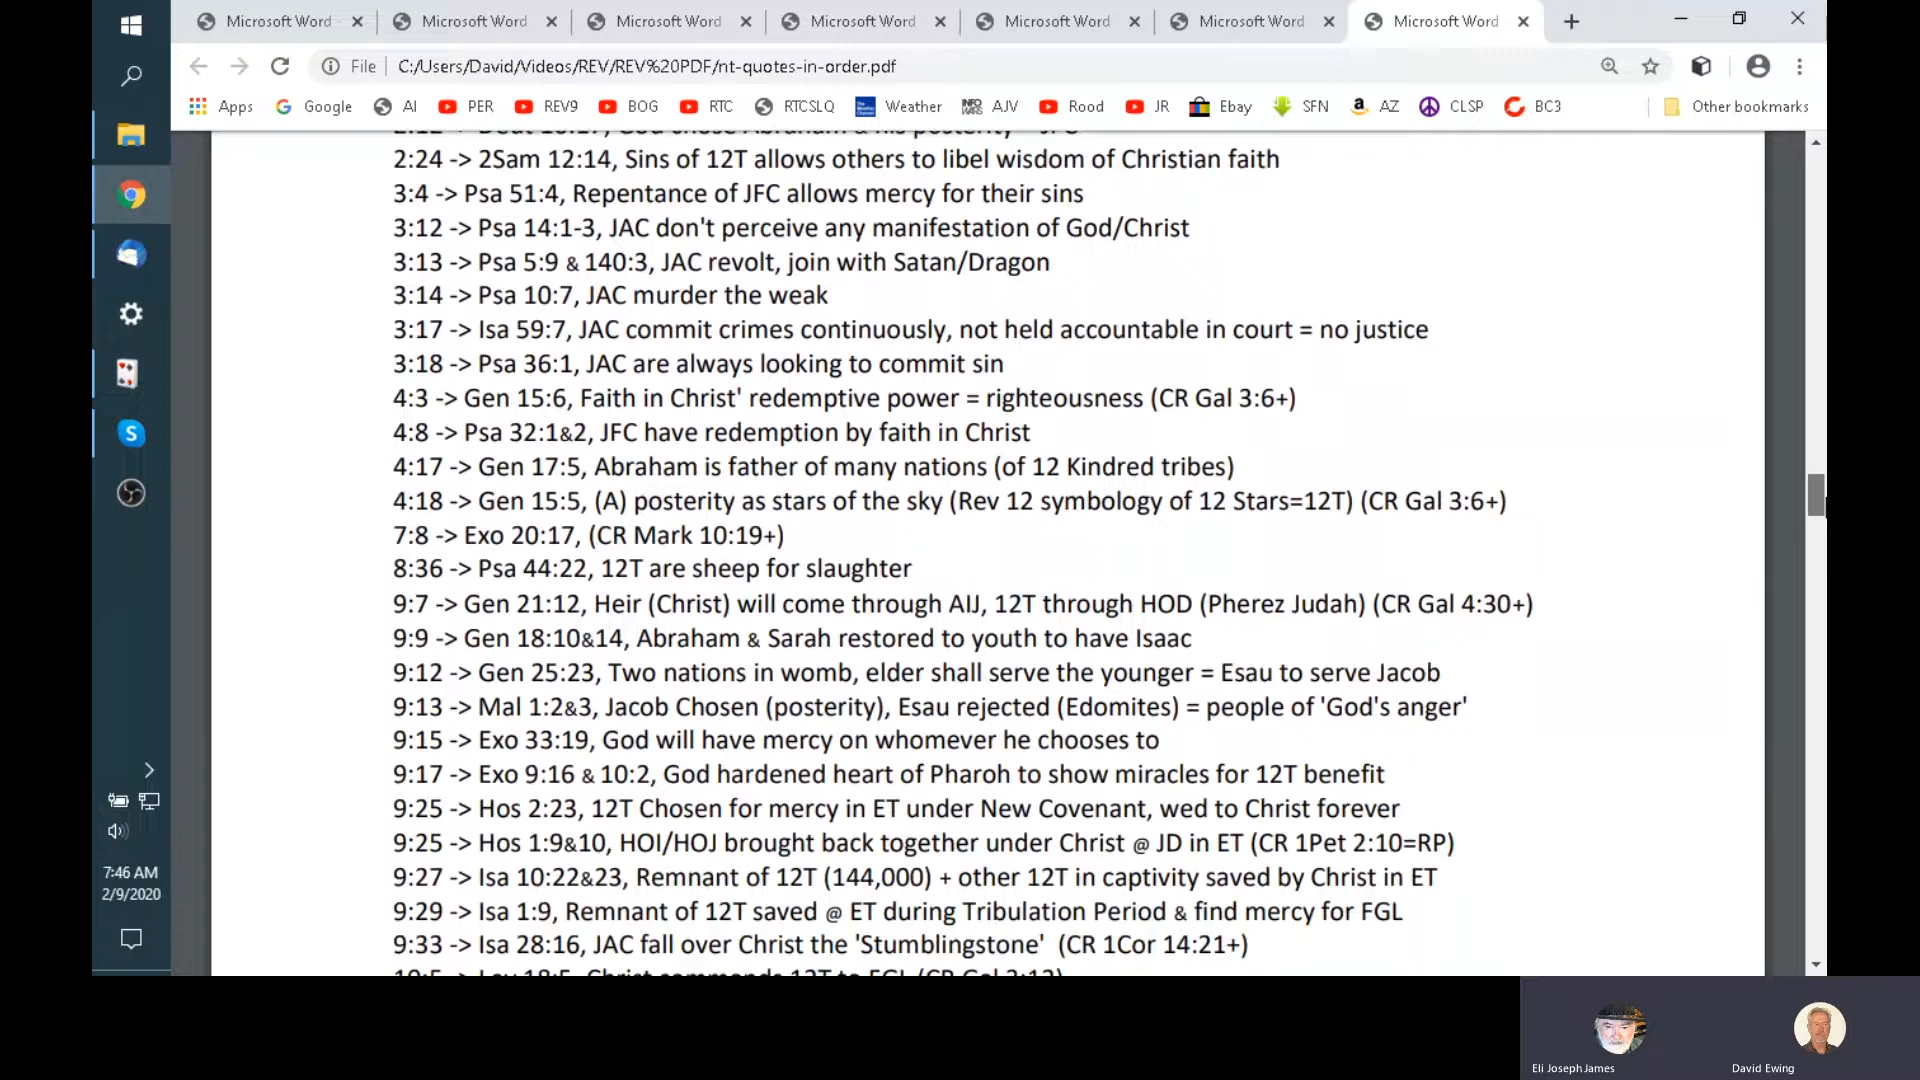 Microsoft Word - Microsoft Word Microsoft Word Microsoft Word Microsoft Word Microsoft Word Microsoft Word
File C:/Users/David/Videos/REV/REV%20PDF/nt-quotes-in-order.pdf
Apps Google AI PER REV9 BOG RTC RTCSLQ Weather AJV Rood JR Ebay SFN AZ CLSP BC3 Other bookmarks
2:24 -> 2Sam 12:14, Sins of 12T allows others to libel wisdom of Christian faith
3:4 -> Psa 51:4, Repentance of JFC allows mercy for their sins
3:12 -> Psa 14:1-3, JAC don't perceive any manifestation of God/Christ
3:13 -> Psa 5:9 & 140:3, JAC revolt, join with Satan/Dragon
3:14 -> Psa 10:7, JAC murder the weak
3:17 -> Isa 59:7, JAC commit crimes continuously, not held accountable in court = no justice
3:18 -> Psa 36:1, JAC are always looking to commit sin
4:3 -> Gen 15:6, Faith in Christ' redemptive power = righteousness (CR Gal 3:6+)
4:8 -> Psa 32:1&2, JFC have redemption by faith in Christ
4:17 -> Gen 17:5, Abraham is father of many nations (of 12 Kindred tribes)
4:18 -> Gen 15:5, (A) posterity as stars of the sky (Rev 12 symbology of 12 Stars=12T) (CR Gal 3:6+)
7:8 -> Exo 20:17, (CR Mark 10:19+)
8:36 -> Psa 44:22, 12T are sheep for slaughter
9:7 -> Gen 21:12, Heir (Christ) will come through AIJ, 12T through HOD (Pherez Judah) (CR Gal 4:30+)
9:9 -> Gen 18:10&14, Abraham & Sarah restored to youth to have Isaac
9:12 -> Gen 25:23, Two nations in womb, elder shall serve the younger = Esau to serve Jacob
9:13 -> Mal 1:2&3, Jacob Chosen (posterity), Esau rejected (Edomites) = people of 'God's anger'
9:15 -> Exo 33:19, God will have mercy on whomever he chooses to
9:17 -> Exo 9:16 & 10:2, God hardened heart of Pharoh to show miracles for 12T benefit
9:25 -> Hos 2:23, 12T Chosen for mercy in ET under New Covenant, wed to Christ forever
9:25 -> Hos 1:9&10, HOI/HOJ brought back together under Christ @ JD in ET (CR 1Pet 2:10=RP)
9:27 -> Isa 10:22&23, Remnant of 12T (144,000) + other 12T in captivity saved by Christ in ET
9:29 -> Isa 1:9, Remnant of 12T saved @ ET during Tribulation Period & find mercy for FGL
9:33 -> Isa 28:16, JAC fall over Christ the 'Stumblingstone' (CR 1Cor 14:21+)
7:46 AM
2/9/2020
Eli Joseph James
David Ewing